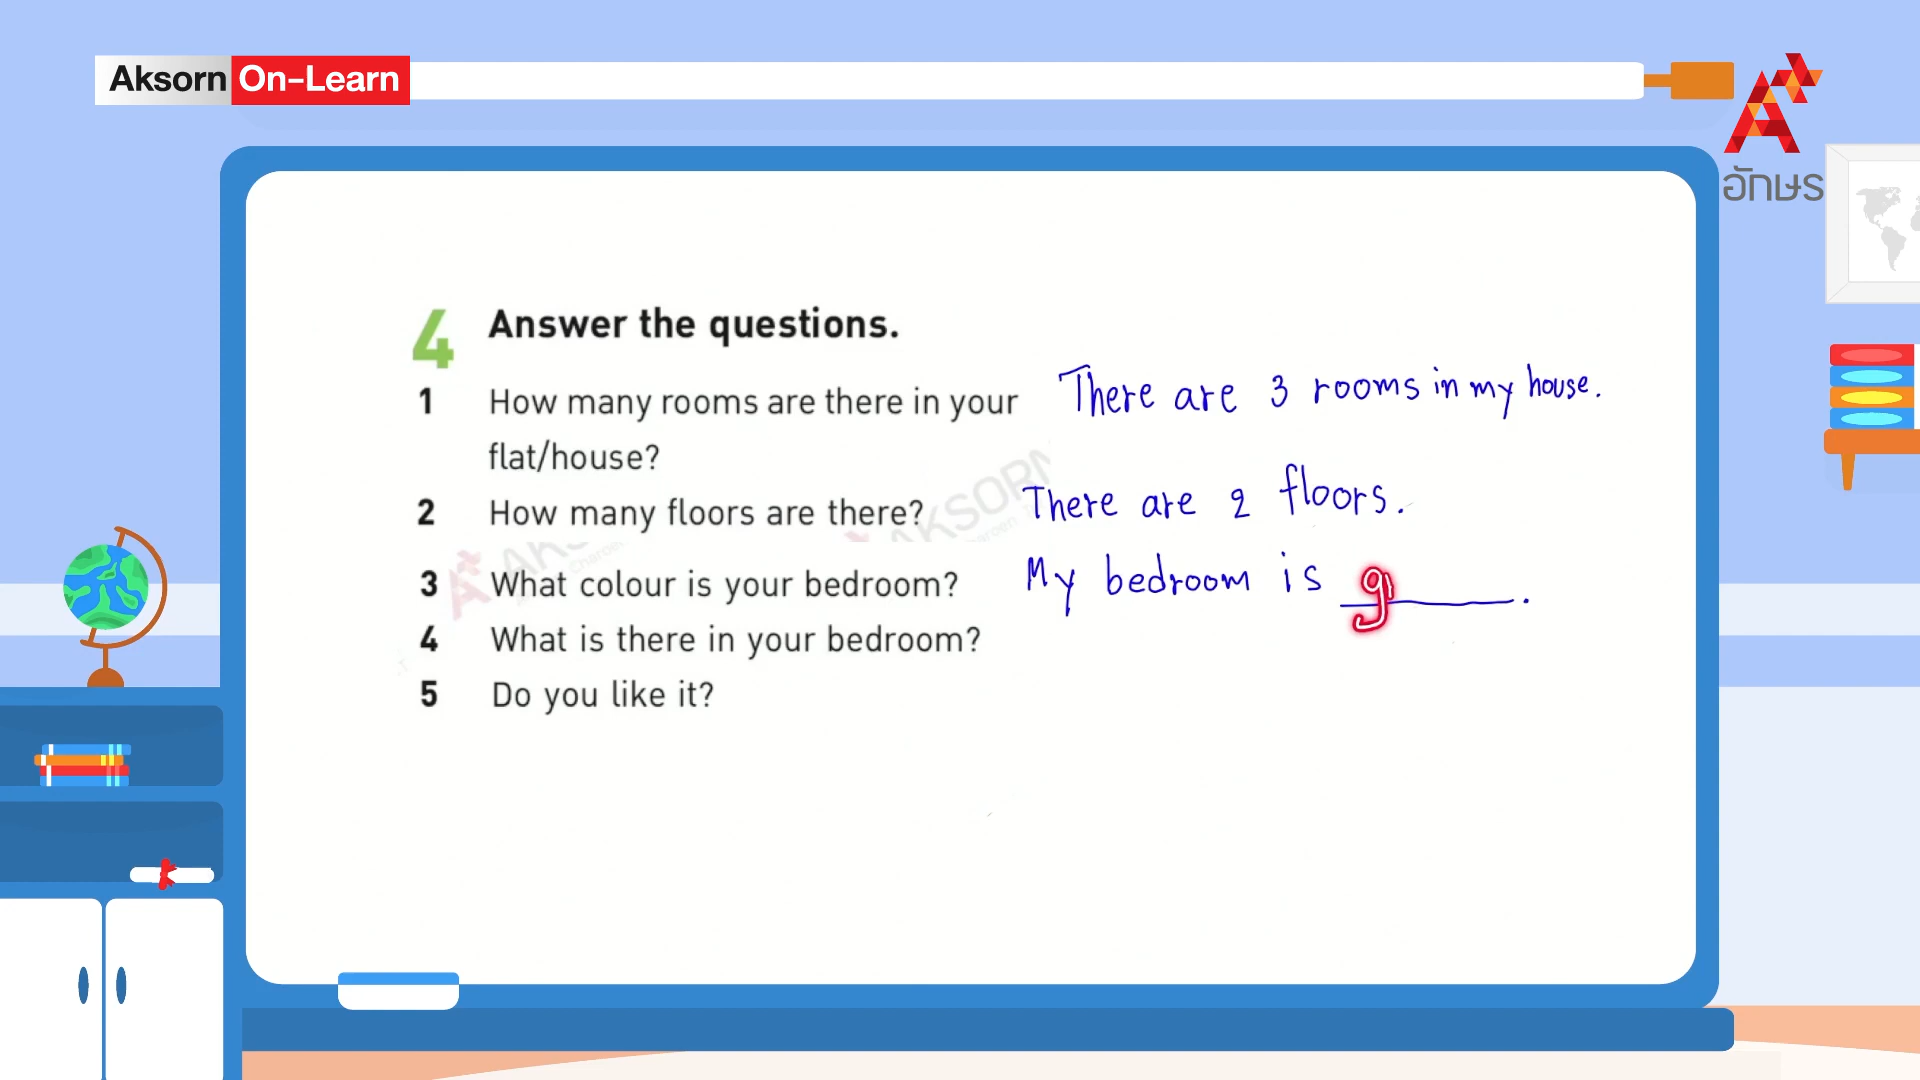 Aksorn On-Learn
อักษร
4 Answer the questions.
1 How many rooms are there in your
flat/house?
There are 3 rooms in my house.
2 How many floors are there?
There are 2 floors.
3 What colour is your bedroom?
My bedroom is g______.
4 What is there in your bedroom?
5 Do you like it?
AKSORN